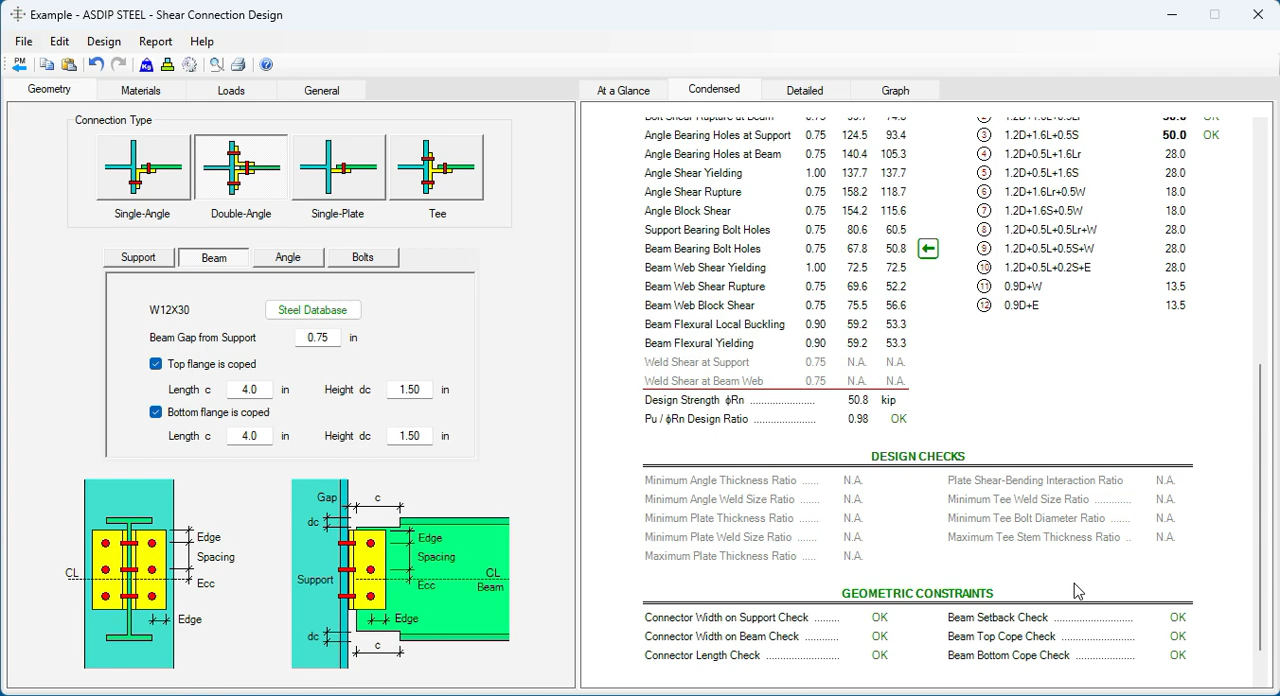 Example - ASDIP STEEL - Shear Connection Design
File Edit Design Report Help
PM
Geometry Materials Loads General
At a Glance Condensed Detailed Graph
Connection Type
Single-Angle Double-Angle Single-Plate Tee
Support Beam Angle Bolts
W12X30 Steel Database
Beam Gap from Support 0.75 in
Top flange is coped
Length c 4.0 in Height dc 1.50 in
Bottom flange is coped
Length c 4.0 in Height dc 1.50 in
Edge
Spacing
CL
Ecc
Edge
Gap c
dc
Edge
Spacing
Support
Ecc
CL
Beam
Edge
dc
c
Angle Bearing Holes at Support 0.75 124.5 93.4
Angle Bearing Holes at Beam 0.75 140.4 105.3
Angle Shear Yielding 1.00 137.7 137.7
Angle Shear Rupture 0.75 158.2 118.7
Angle Block Shear 0.75 154.2 115.6
Support Bearing Bolt Holes 0.75 80.6 60.5
Beam Bearing Bolt Holes 0.75 67.8 50.8
Beam Web Shear Yielding 1.00 72.5 72.5
Beam Web Shear Rupture 0.75 69.6 52.2
Beam Web Block Shear 0.75 75.5 56.6
Beam Flexural Local Buckling 0.90 59.2 53.3
Beam Flexural Yielding 0.90 59.2 53.3
Weld Shear at Support 0.75 N.A. N.A.
Weld Shear at Beam Web 0.75 N.A. N.A.
Design Strength ϕRn ...................... 50.8 kip
Pu / ϕRn Design Ratio .................... 0.98 OK
3 1.2D+1.6L+0.5S 50.0 OK
4 1.2D+0.5L+1.6Lr 28.0
5 1.2D+0.5L+1.6S 28.0
6 1.2D+1.6Lr+0.5W 18.0
7 1.2D+1.6S+0.5W 18.0
8 1.2D+0.5L+0.5Lr+W 28.0
9 1.2D+0.5L+0.5S+W 28.0
10 1.2D+0.5L+0.2S+E 28.0
11 0.9D+W 13.5
12 0.9D+E 13.5
DESIGN CHECKS
Minimum Angle Thickness Ratio ...... N.A.
Minimum Angle Weld Size Ratio ....... N.A.
Minimum Plate Thickness Ratio ....... N.A.
Minimum Plate Weld Size Ratio ....... N.A.
Maximum Plate Thickness Ratio ..... N.A.
Plate Shear-Bending Interaction Ratio N.A.
Minimum Tee Weld Size Ratio ............. N.A.
Minimum Tee Bolt Diameter Ratio ....... N.A.
Maximum Tee Stem Thickness Ratio .. N.A.
GEOMETRIC CONSTRAINTS
Connector Width on Support Check ........ OK
Connector Width on Beam Check ............ OK
Connector Length Check ......................... OK
Beam Setback Check ........................... OK
Beam Top Cope Check ......................... OK
Beam Bottom Cope Check .................... OK